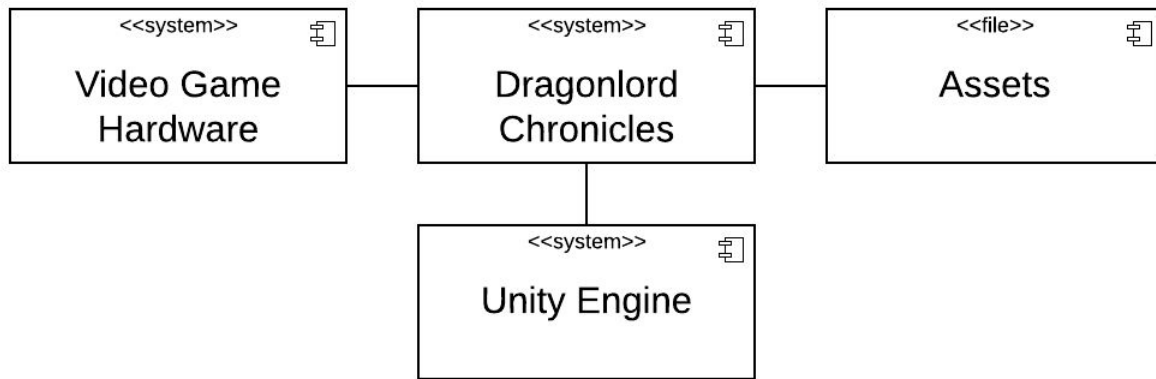 <<system>>
Video Game
Hardware
<<system>>
Dragonlord
Chronicles
<<file>>
Assets
<<system>>
Unity Engine